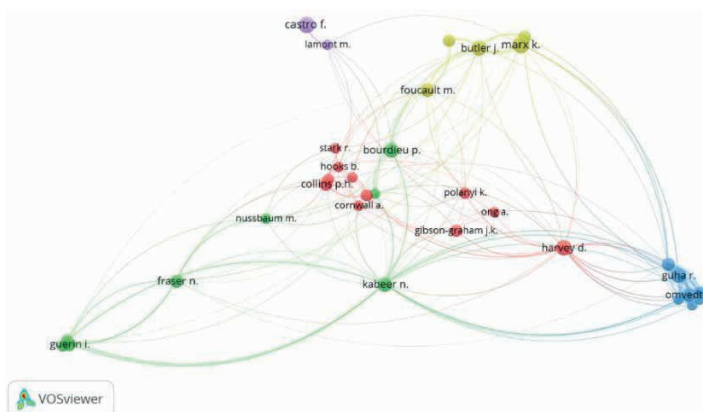 castro f.
lamont m.
butler j.
marx k.
foucault m.
stark r.
bourdieu p.
hooks b.
collins p.h.
cornwall a.
polanyi k.
nussbaum m.
ong a.
gibson-graham j.k.
harvey d.
fraser n.
kabeer n.
guha r.
omvedt
guerin i.
VOSviewer